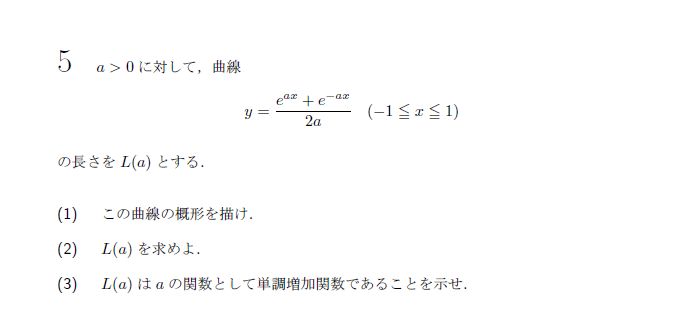 5 a > 0 に対して，曲線
y = \frac{e^{ax} + e^{-ax}}{2a} (−1 ≦ x ≦ 1)
の長さを L(a) とする．
(1) この曲線の概形を描け．
(2) L(a) を求めよ．
(3) L(a) は a の関数として単調増加関数であることを示せ．